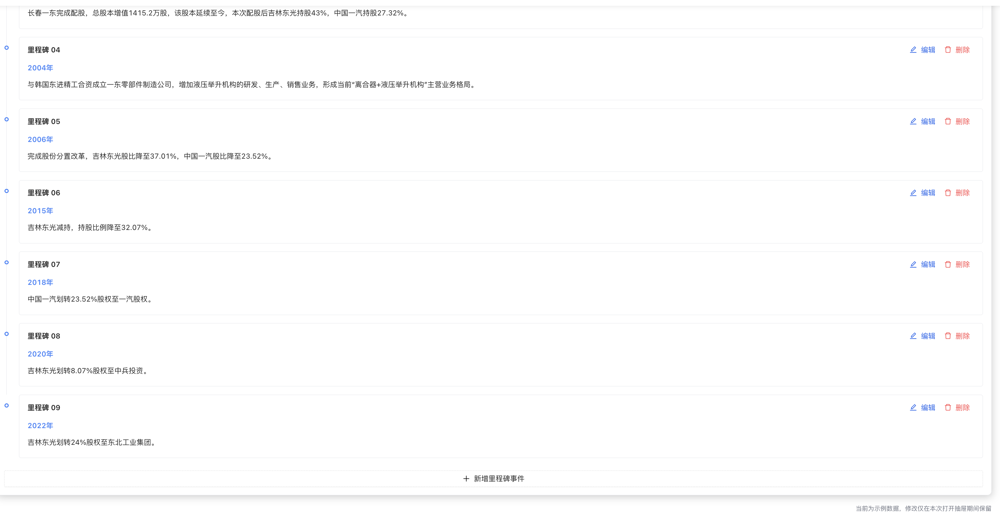 长春一东完成配股，总股本增值1415.2万股，该股本延续至今，本次配股后吉林东光持股43%，中国一汽持股27.32%。
里程碑 04
编辑 删除
2004年
与韩国东进精工合资成立一东零部件制造公司，增加液压举升机构的研发、生产、销售业务，形成当前“离合器+液压举升机构”主营业务格局。
里程碑 05
编辑 删除
2006年
完成股份分置改革，吉林东光股比降至37.01%，中国一汽股比降至23.52%。
里程碑 06
编辑 删除
2015年
吉林东光减持，持股比例降至32.07%。
里程碑 07
编辑 删除
2018年
中国一汽划转23.52%股权至一汽股权。
里程碑 08
编辑 删除
2020年
吉林东光划转8.07%股权至中兵投资。
里程碑 09
编辑 删除
2022年
吉林东光划转24%股权至东北工业集团。
+ 新增里程碑事件
当前为示例数据，修改仅在本次打开抽屉期间保留